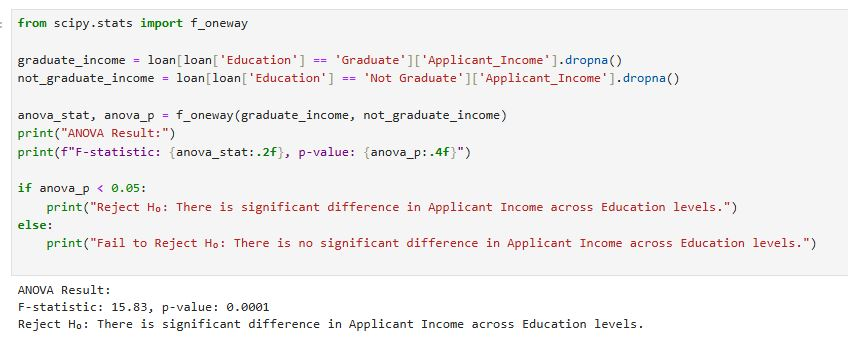 from scipy.stats import f_oneway
graduate_income = loan[loan['Education'] == 'Graduate']['Applicant_Income'].dropna()
not_graduate_income = loan[loan['Education'] == 'Not Graduate']['Applicant_Income'].dropna()
anova_stat, anova_p = f_oneway(graduate_income, not_graduate_income)
print("ANOVA Result:")
print(f"F-statistic: {anova_stat:.2f}, p-value: {anova_p:.4f}")
if anova_p < 0.05:
    print("Reject H₀: There is significant difference in Applicant Income across Education levels.")
else:
    print("Fail to Reject H₀: There is no significant difference in Applicant Income across Education levels.")
ANOVA Result:
F-statistic: 15.83, p-value: 0.0001
Reject H₀: There is significant difference in Applicant Income across Education levels.